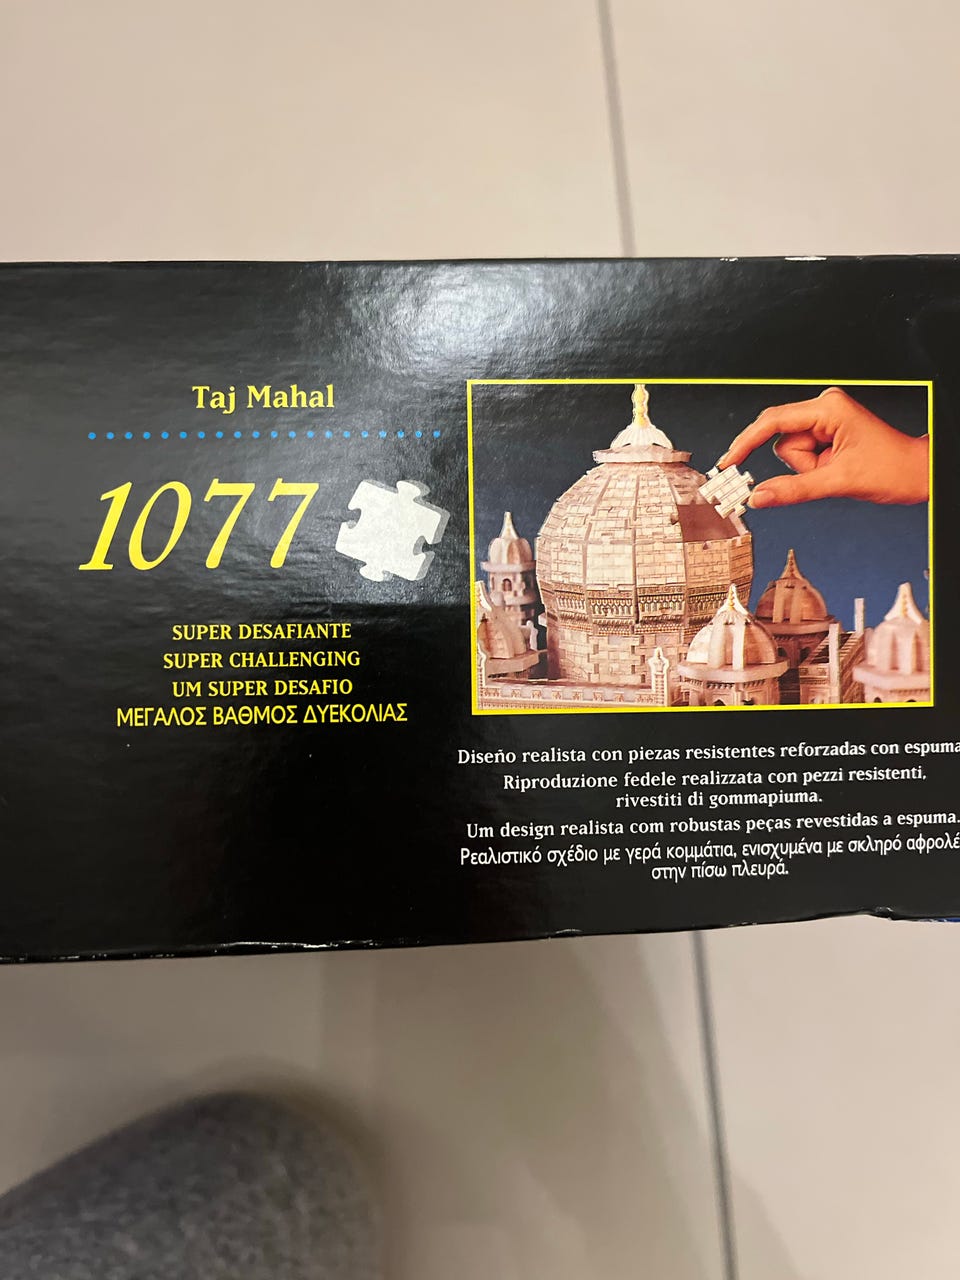 Taj Mahal
1077
SUPER DESAFIANTE
SUPER CHALLENGING
UM SUPER DESAFIO
ΜΕΓΑΛΟΣ ΒΑΘΜΟΣ ΔΥΕΚΟΛΙΑΣ
Diseño realista con piezas resistentes reforzadas con espuma
Riproduzione fedele realizzata con pezzi resistenti,
rivestiti di gommapiuma.
Um design realista com robustas peças revestidas a espuma.
Ρεαλιστικό σχέδιο με γερά κομμάτια, ενισχυμένα με σκληρό αφρολέ
στην πίσω πλευρά.